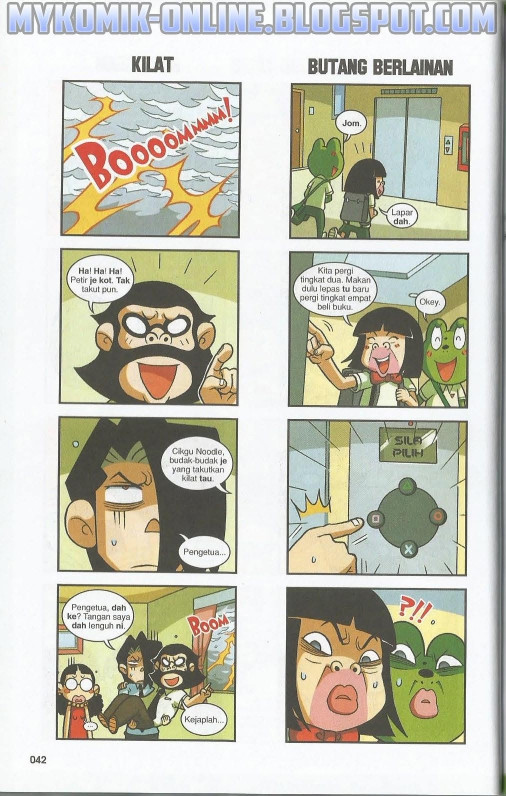 MYKOMIK-ONLINE.BLOGSPOT.COM
KILAT
BOOOOMMMM!
Ha! Ha! Ha!
Petir je kot. Tak
takut pun.
Cikgu Noodle,
budak-budak je
yang takutkan
kilat tau.
Pengetua...
Pengetua, dah
ke? Tangan saya
dah lenguh ni.
BOOM
...
Kejaplah...
BUTANG BERLAINAN
Jom.
Lapar
dah.
Kita pergi
tingkat dua. Makan
dulu lepas tu baru
pergi tingkat empat
beli buku.
Okey.
SILA
PILIH
X
?!!
042